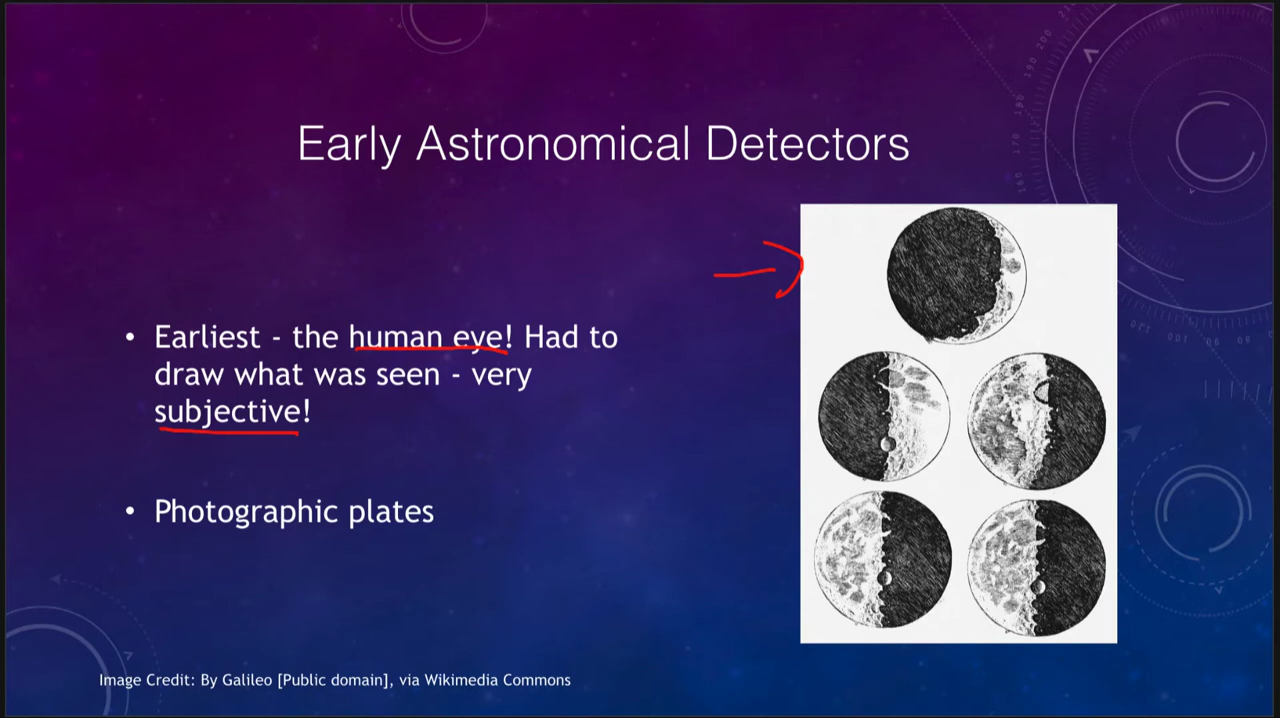 Early Astronomical Detectors
• Earliest - the human eye! Had to
draw what was seen - very
subjective!
• Photographic plates
Image Credit: By Galileo [Public domain], via Wikimedia Commons